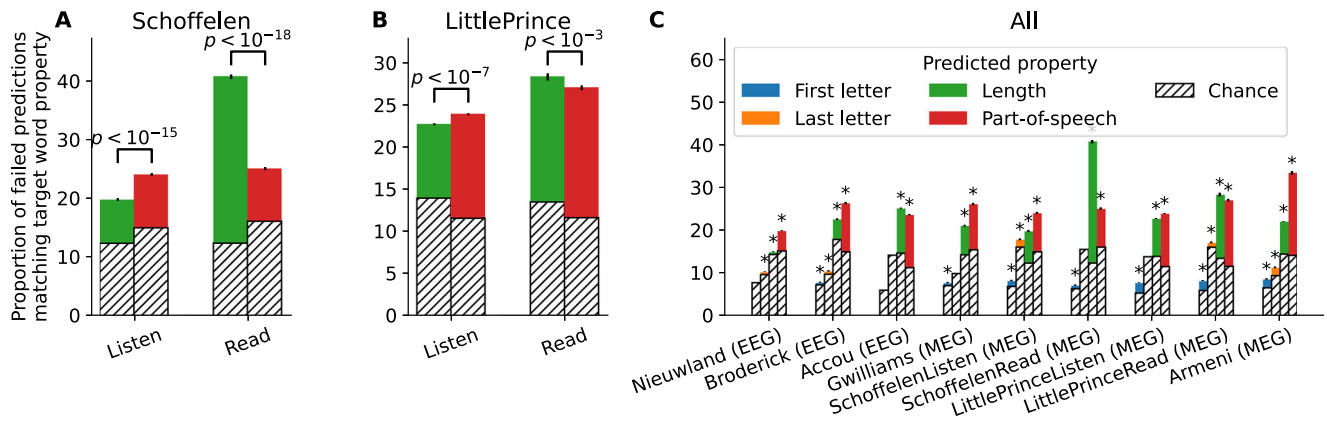 A Schoffelen
Proportion of failed predictions
matching target word property
p < 10⁻¹⁸
p < 10⁻¹⁵
40
30
20
10
0
Listen
Read
B LittlePrince
p < 10⁻³
p < 10⁻⁷
30
25
20
15
10
5
0
Listen
Read
C All
Predicted property
First letter
Last letter
Length
Part-of-speech
Chance
60
50
40
30
20
10
0
* * * *
* * * *
* *
* * *
* * * *
* * *
* * *
* * * *
* * * *
Nieuwland (EEG)
Broderick (EEG)
Accou (EEG)
Gwilliams (MEG)
SchoffelenListen (MEG)
SchoffelenRead (MEG)
LittlePrinceListen (MEG)
LittlePrinceRead (MEG)
Armeni (MEG)